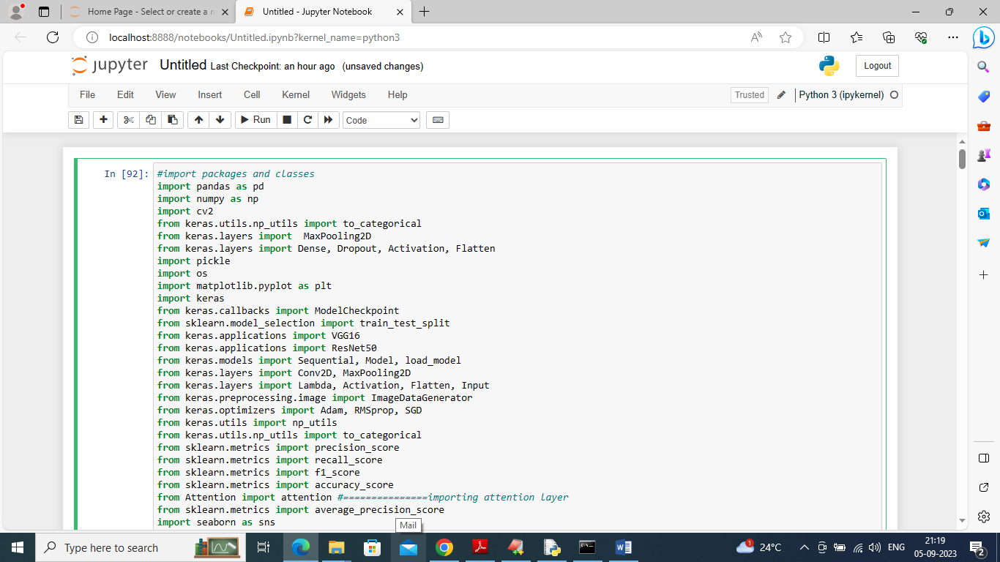 Home Page - Select or create a n
Untitled - Jupyter Notebook
localhost:8888/notebooks/Untitled.ipynb?kernel_name=python3
jupyter Untitled Last Checkpoint: an hour ago (unsaved changes)
Logout
File Edit View Insert Cell Kernel Widgets Help
Trusted
Python 3 (ipykernel)
Run
Code
In [92]:
#import packages and classes
import pandas as pd
import numpy as np
import cv2
from keras.utils.np_utils import to_categorical
from keras.layers import  MaxPooling2D
from keras.layers import Dense, Dropout, Activation, Flatten
import pickle
import os
import matplotlib.pyplot as plt
import keras
from keras.callbacks import ModelCheckpoint
from sklearn.model_selection import train_test_split
from keras.applications import VGG16
from keras.applications import ResNet50
from keras.models import Sequential, Model, load_model
from keras.layers import Conv2D, MaxPooling2D
from keras.layers import Lambda, Activation, Flatten, Input
from keras.preprocessing.image import ImageDataGenerator
from keras.optimizers import Adam, RMSprop, SGD
from keras.utils import np_utils
from keras.utils.np_utils import to_categorical
from sklearn.metrics import precision_score
from sklearn.metrics import recall_score
from sklearn.metrics import f1_score
from sklearn.metrics import accuracy_score
from Attention import attention #===============importing attention layer
from sklearn.metrics import average_precision_score
import seaborn as sns
Mail
Type here to search
1
24°C
ENG
21:19
05-09-2023
2